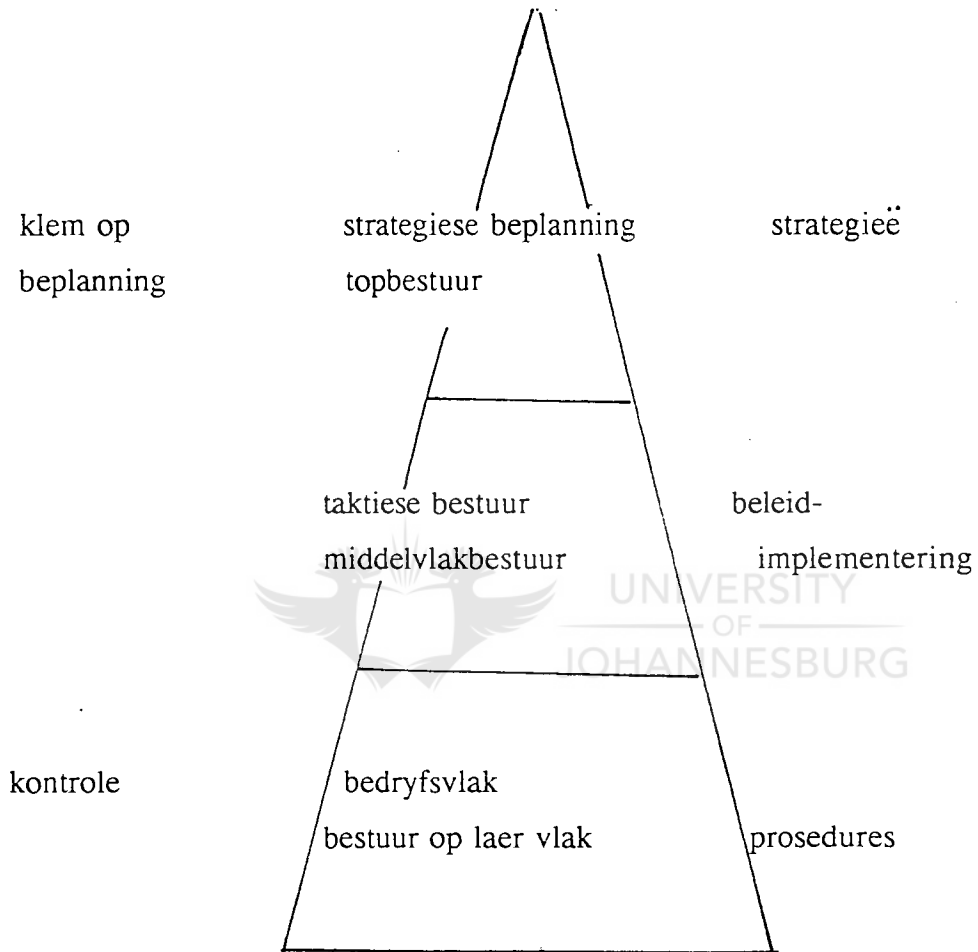 klem op strategiese beplanning strategieë
beplanning topbestuur
taktiese bestuur beleid-
middelvlakbestuur implementering
UNIVERSITY
OF
JOHANNESBURG
kontrole bedryfsvlak
bestuur op laer vlak prosedures